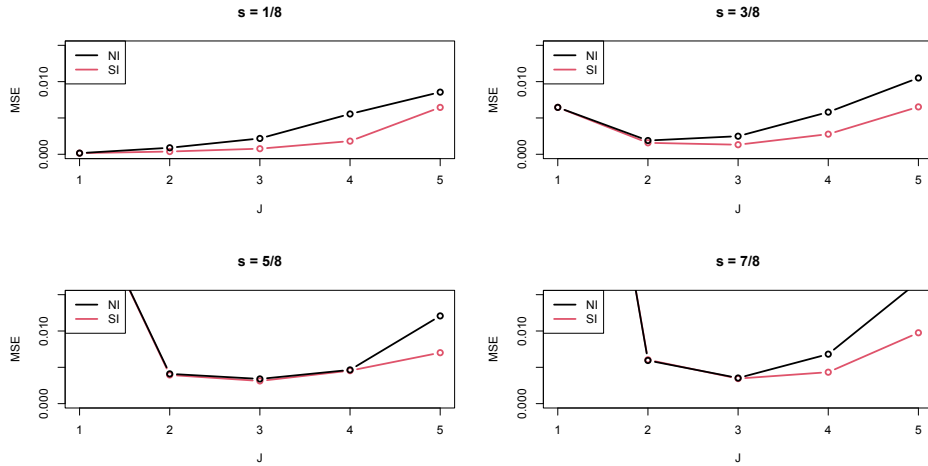 s = 1/8
NI
SI
MSE
0.010
0.000
1 2 3 4 5
J
s = 3/8
NI
SI
MSE
0.010
0.000
1 2 3 4 5
J
s = 5/8
NI
SI
MSE
0.010
0.000
1 2 3 4 5
J
s = 7/8
NI
SI
MSE
0.010
0.000
1 2 3 4 5
J